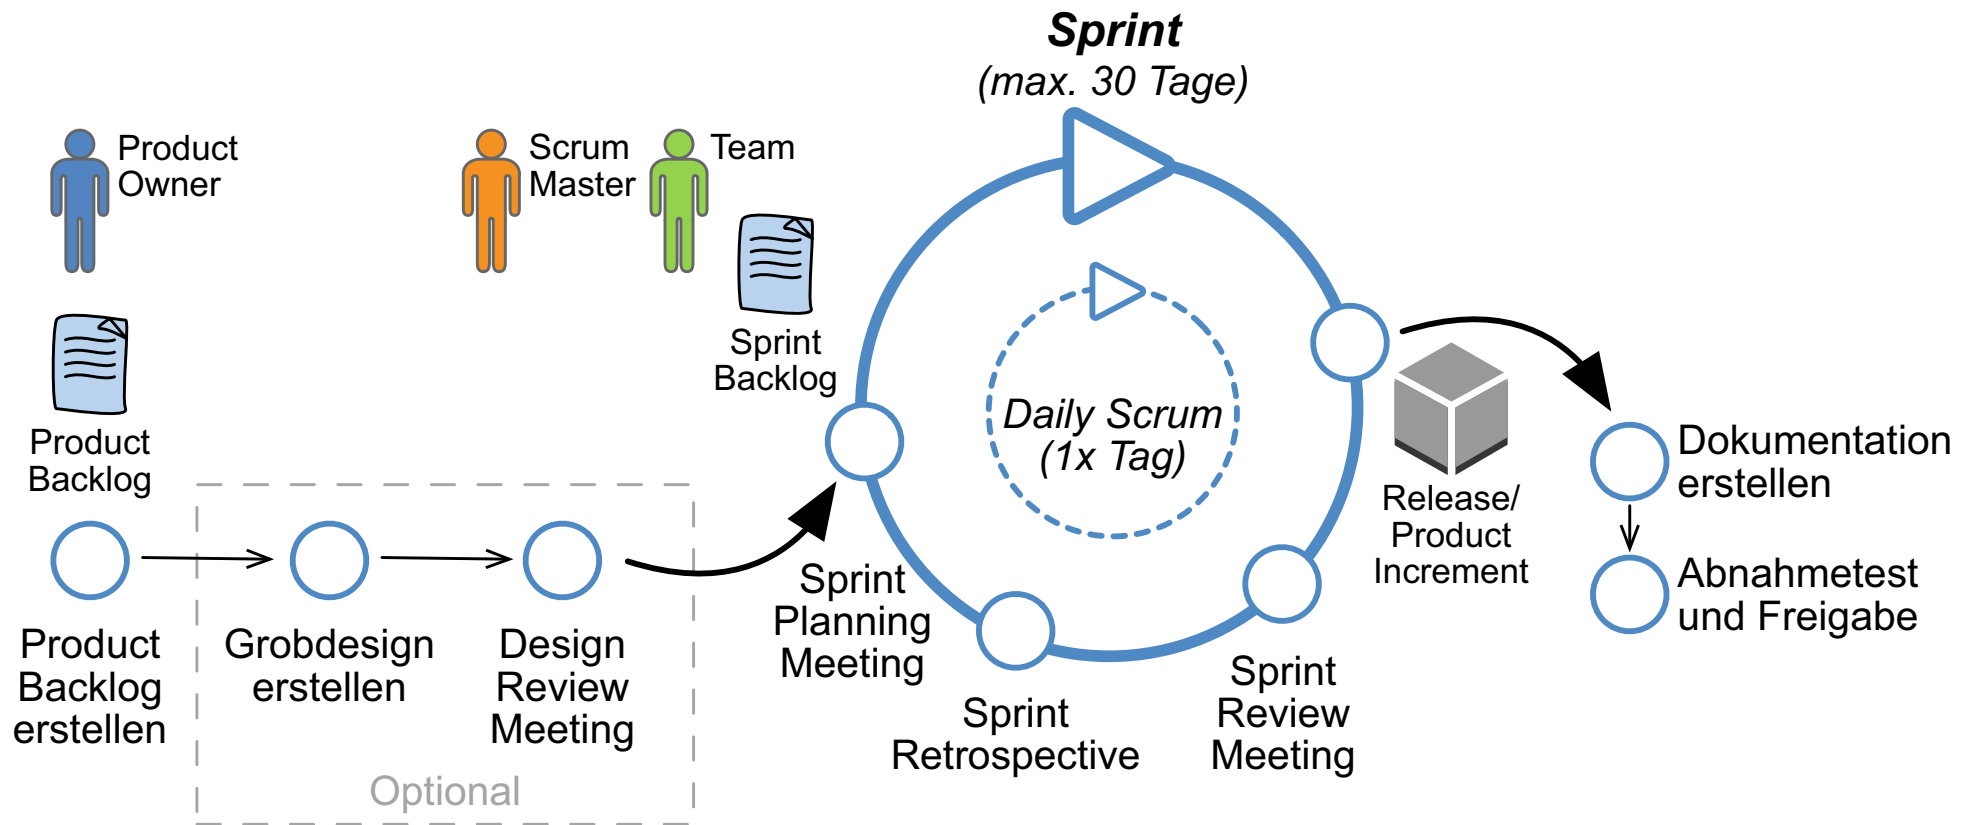 Sprint
(max. 30 Tage)
Product
Owner
Scrum
Master
Team
Product
Backlog
Sprint
Backlog
Daily Scrum
(1x Tag)
Product
Backlog
erstellen
Grobdesign
erstellen
Design
Review
Meeting
Optional
Sprint
Planning
Meeting
Sprint
Retrospective
Sprint
Review
Meeting
Release/
Product
Increment
Dokumentation
erstellen
Abnahmetest
und Freigabe